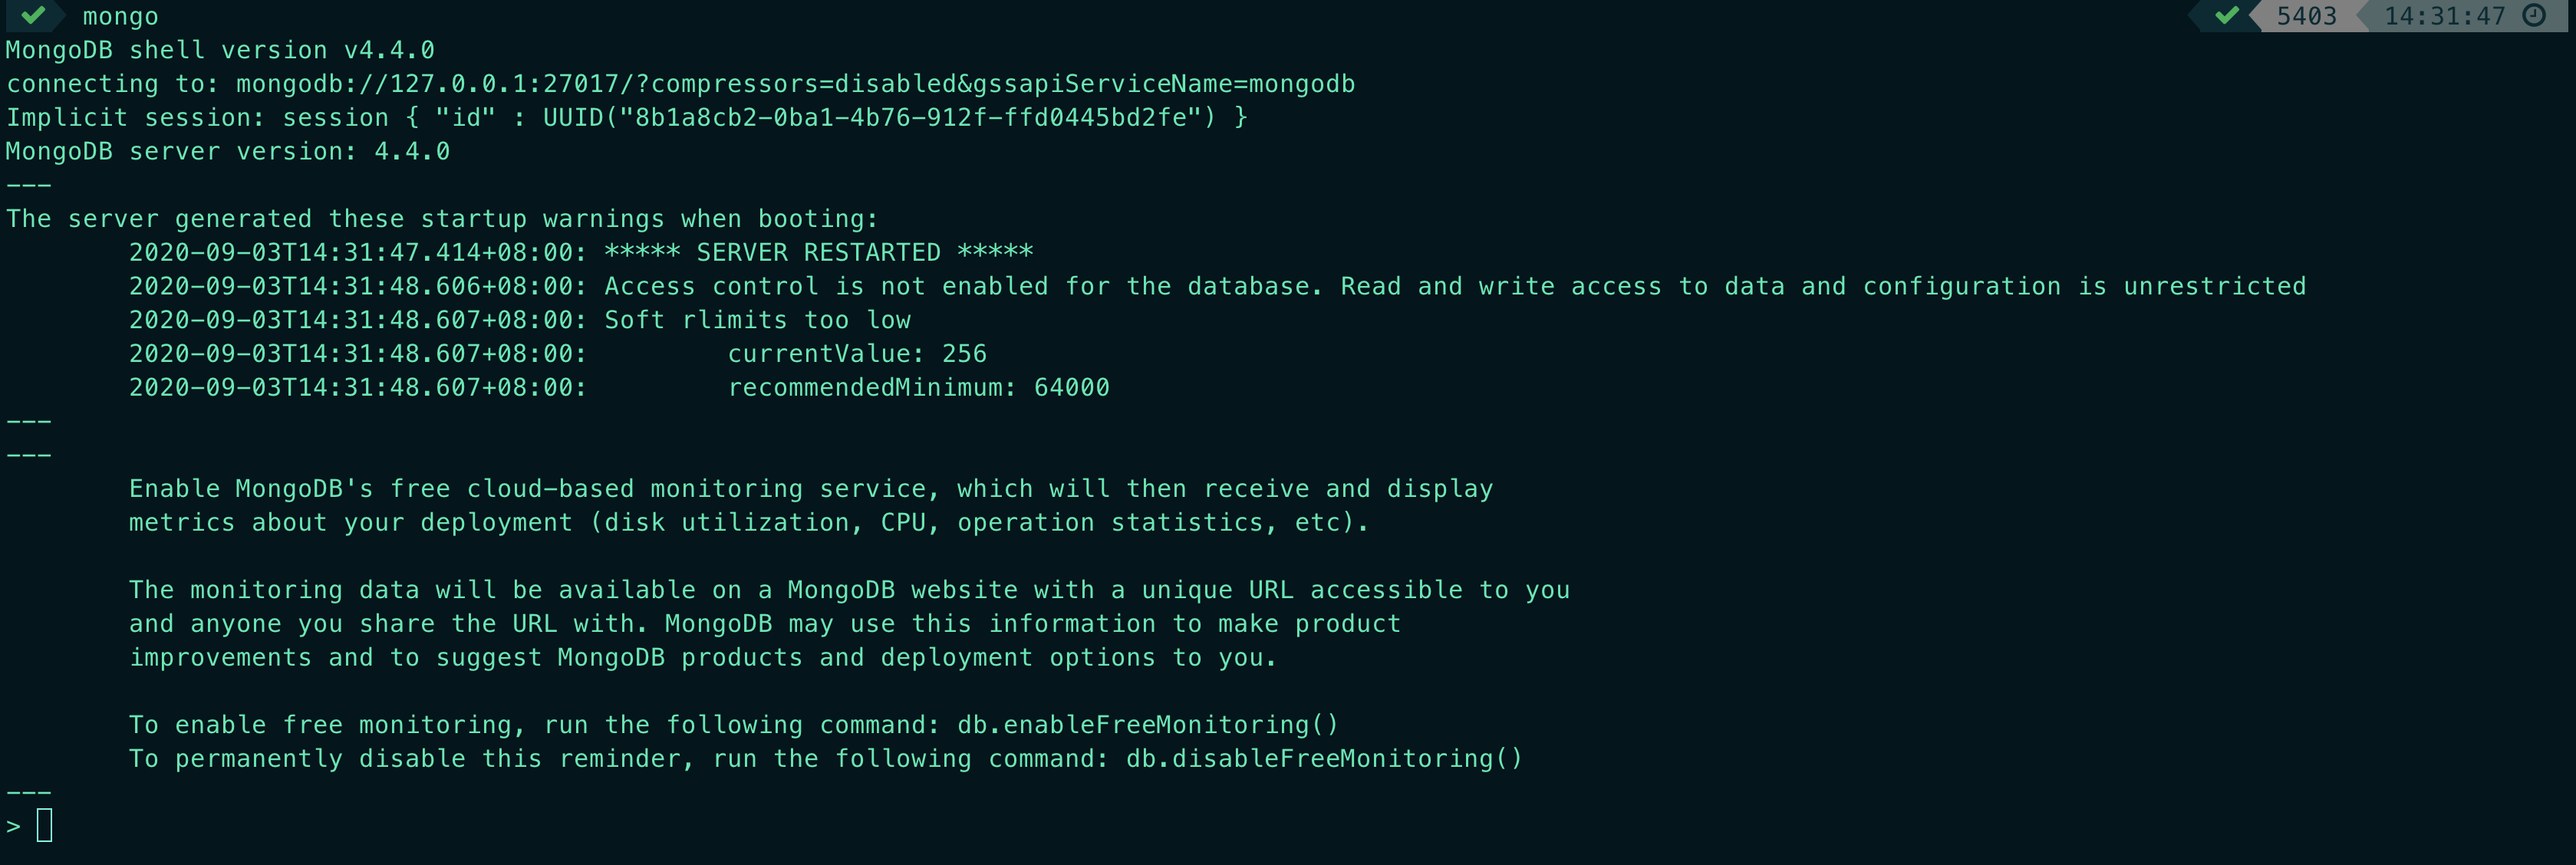 mongo 5403 14:31:47
MongoDB shell version v4.4.0
connecting to: mongodb://127.0.0.1:27017/?compressors=disabled&gssapiServiceName=mongodb
Implicit session: session { "id" : UUID("8b1a8cb2-0ba1-4b76-912f-ffd0445bd2fe") }
MongoDB server version: 4.4.0
---
The server generated these startup warnings when booting:
2020-09-03T14:31:47.414+08:00: ***** SERVER RESTARTED *****
2020-09-03T14:31:48.606+08:00: Access control is not enabled for the database. Read and write access to data and configuration is unrestricted
2020-09-03T14:31:48.607+08:00: Soft rlimits too low
2020-09-03T14:31:48.607+08:00:         currentValue: 256
2020-09-03T14:31:48.607+08:00:         recommendedMinimum: 64000
---
---
Enable MongoDB's free cloud-based monitoring service, which will then receive and display
metrics about your deployment (disk utilization, CPU, operation statistics, etc).
The monitoring data will be available on a MongoDB website with a unique URL accessible to you
and anyone you share the URL with. MongoDB may use this information to make product
improvements and to suggest MongoDB products and deployment options to you.
To enable free monitoring, run the following command: db.enableFreeMonitoring()
To permanently disable this reminder, run the following command: db.disableFreeMonitoring()
---
>